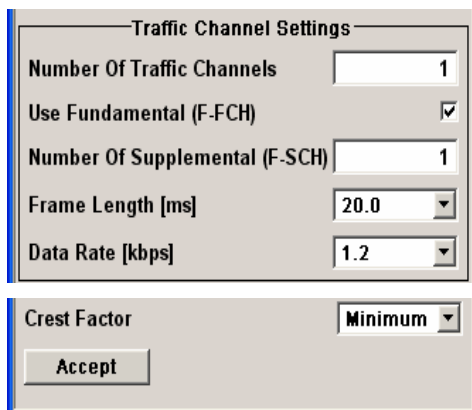 Traffic Channel Settings
Number Of Traffic Channels 1
Use Fundamental (F-FCH)
Number Of Supplemental (F-SCH) 1
Frame Length [ms] 20.0
Data Rate [kbps] 1.2
Crest Factor Minimum
Accept